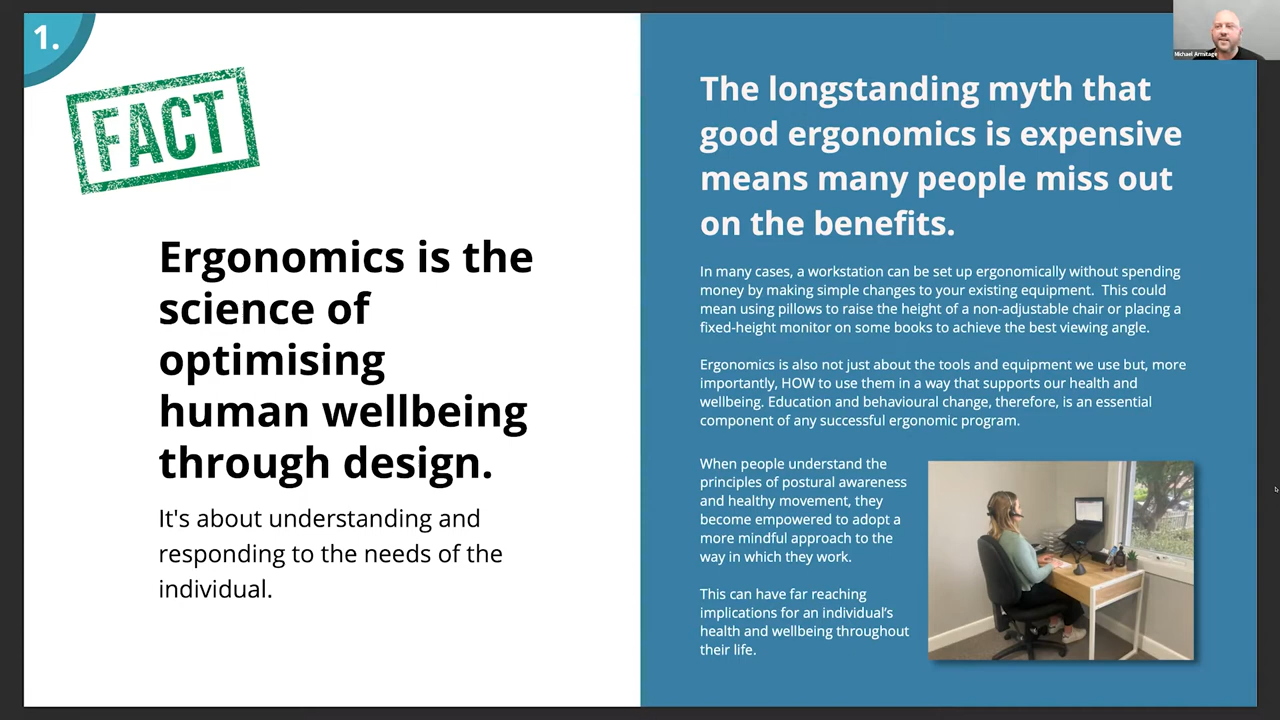 1.
FACT
Ergonomics is the
science of
optimising
human wellbeing
through design.
It's about understanding and
responding to the needs of the
individual.
The longstanding myth that
good ergonomics is expensive
means many people miss out
on the benefits.
In many cases, a workstation can be set up ergonomically without spending
money by making simple changes to your existing equipment.  This could
mean using pillows to raise the height of a non-adjustable chair or placing a
fixed-height monitor on some books to achieve the best viewing angle.
Ergonomics is also not just about the tools and equipment we use but, more
importantly, HOW to use them in a way that supports our health and
wellbeing. Education and behavioural change, therefore, is an essential
component of any successful ergonomic program.
When people understand the
principles of postural awareness
and healthy movement, they
become empowered to adopt a
more mindful approach to the
way in which they work.
This can have far reaching
implications for an individual’s
health and wellbeing throughout
their life.
Michael Armitage